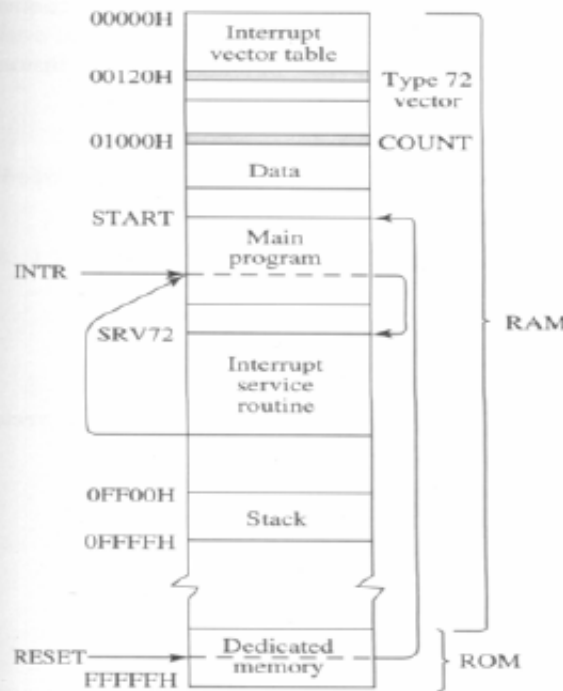 00000H
Interrupt
vector table
00120H
Type 72
vector
01000H
COUNT
Data
START
Main
program
INTR
RAM
SRV72
Interrupt
service
routine
0FF00H
Stack
0FFFFH
RESET
Dedicated
memory
ROM
FFFFFH